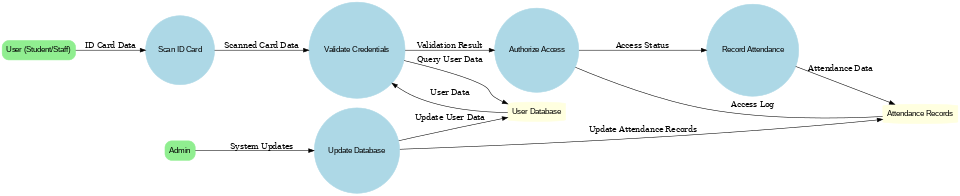 User (Student/Staff)
ID Card Data
Scan ID Card
Scanned Card Data
Validate Credentials
Validation Result
Query User Data
Authorize Access
Access Status
Record Attendance
Attendance Data
User Data
Access Log
User Database
Attendance Records
Update User Data
Update Attendance Records
Admin
System Updates
Update Database